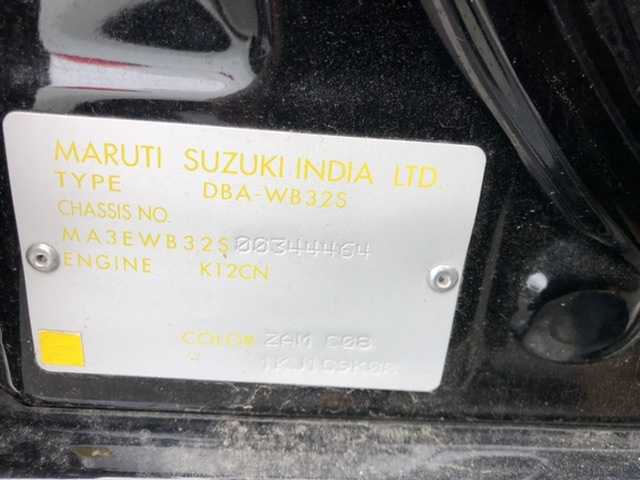 MARUTI SUZUKI INDIA LTD.
TYPE DBA-WB32S
CHASSIS NO.
MA3EWB32S00344464
ENGINE K12CN
COLOR ZAM C08